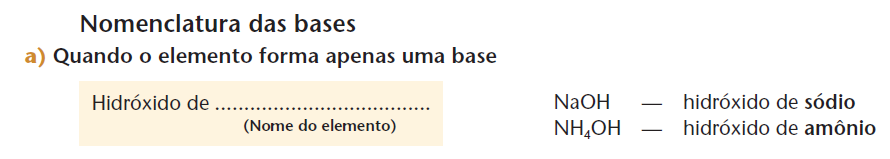 Nomenclatura das bases
a) Quando o elemento forma apenas uma base
Hidróxido de .....................................
(Nome do elemento)
NaOH — hidróxido de sódio
NH₄OH — hidróxido de amônio